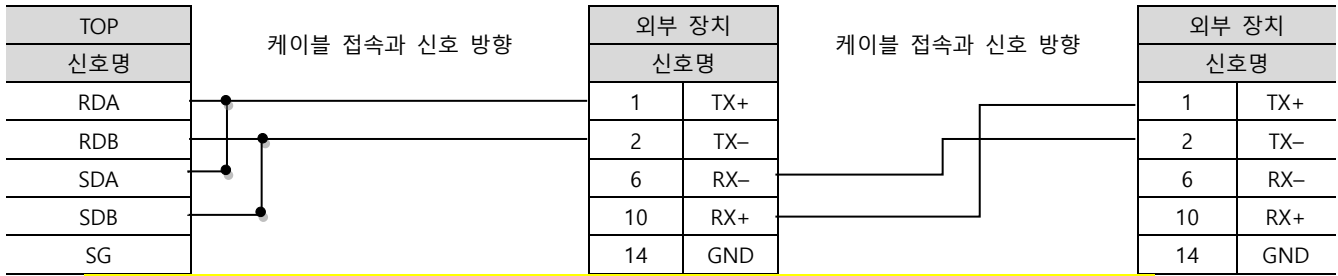 TOP 케이블 접속과 신호 방향 외부 장치 케이블 접속과 신호 방향 외부 장치
신호명 신호명 신호명
RDA 1 TX+ 1 TX+
RDB 2 TX– 2 TX–
SDA 6 RX– 6 RX–
SDB 10 RX+ 10 RX+
SG 14 GND 14 GND